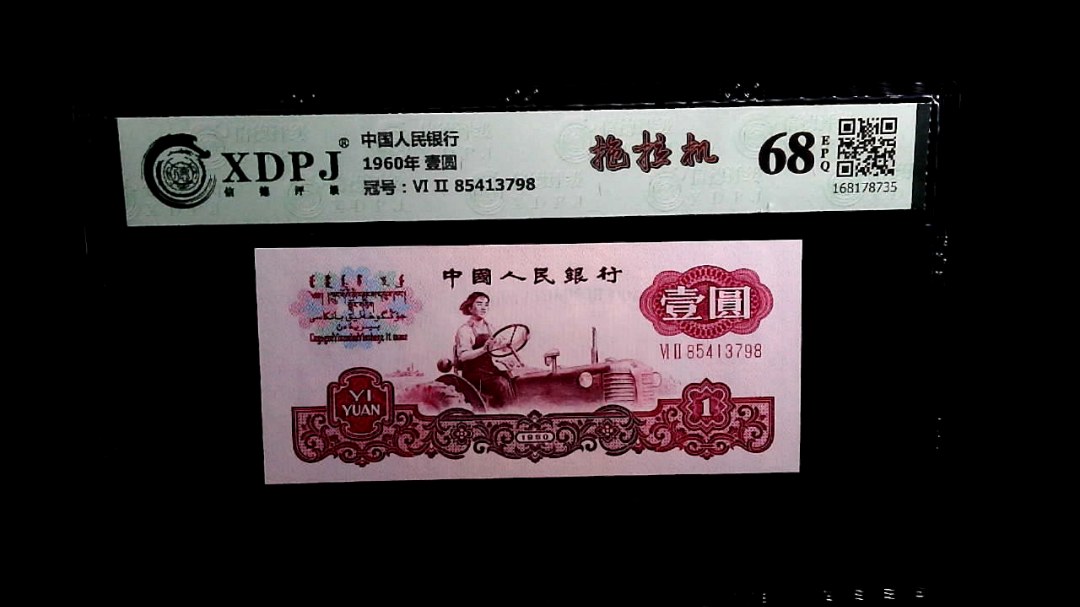 XDPJ®
信德评级
中国人民银行
1960年 壹圆
冠号：VI II 85413798
拖拉机
68
EPQ
168178735
中國人民銀行
壹圓
VI II 85413798
YI
YUAN
1960
1